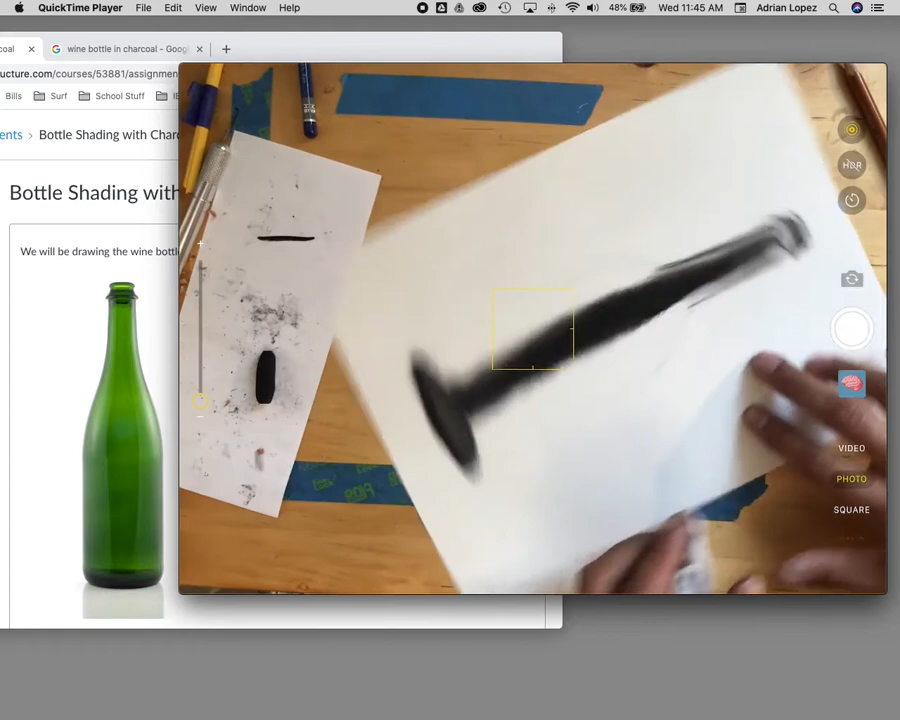 QuickTime Player File Edit View Window Help 48% Wed 11:45 AM Adrian Lopez
coal wine bottle in charcoal - Goog
ucture.com/courses/53881/assignmen
Bills Surf School Stuff
ents › Bottle Shading with Charc
Bottle Shading with
We will be drawing the wine bottl
HDR
VIDEO
PHOTO
SQUARE